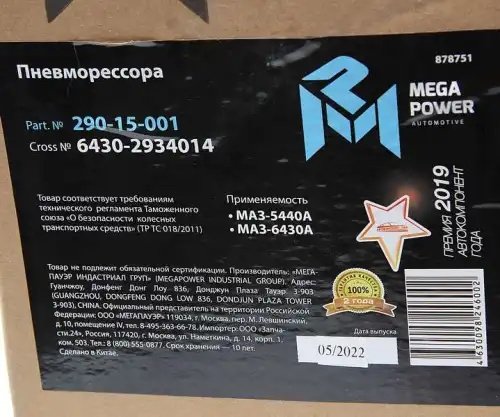 878751
Пневморессора
MEGA
POWER
AUTOMOTIVE
Part. № 290-15-001
Cross № 6430-2934014
Товар соответствует требованиям
технического регламента Таможенного
союза «О безопасности колесных
транспортных средств» (ТР ТС 018/2011)
Применяемость
• МАЗ-5440А
• МАЗ-6430А
ПРЕМИЯ 2019
АВТОКОМПОНЕНТ
ГОДА
Товар не подлежит обязательной сертификации. Производитель: «МЕГА-
ПАУЭР ИНДАСТРИАЛ ГРУП» (MEGAPOWER INDUSTRIAL GROUP). Адрес:
Гуанчжоу, Донфенг Донг Лоу 836, Донджун Плаза Тауэр 3-903
(GUANGZHOU, DONGFENG DONG LOW 836, DONDJUN PLAZA TOWER
3-903), CHINA. Официальный представитель на территории Российской
Федерации: ООО «МЕГАПАУЭР» 119034, г. Москва, пер. М. Левшинский,
д. 10, помещение IV, тел. 8-495-363-66-78. Импортер: ООО «Запча-
сти 24», Россия, 117420, г. Москва, ул. Наметкина, д. 14, корп. 1,
ком. Тел.: 8 (800) 555-0877. Срок хранения — 10 лет.
Сделано в Китае.
100%
2 года
Дата выпуска
05/2022
4630098246002